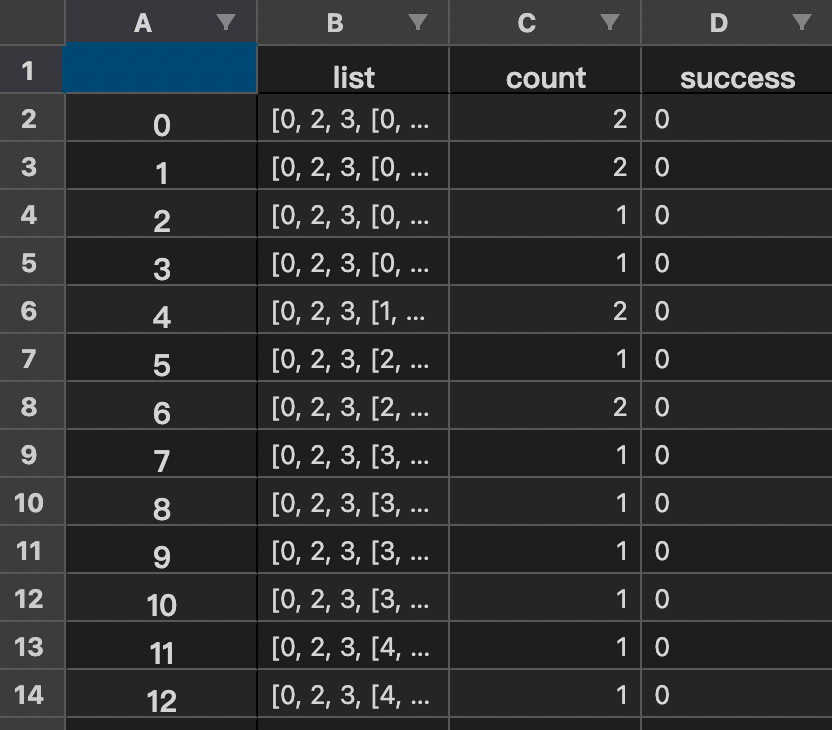 A B C D
1 list count success
2 0 [0, 2, 3, [0, ... 2 0
3 1 [0, 2, 3, [0, ... 2 0
4 2 [0, 2, 3, [0, ... 1 0
5 3 [0, 2, 3, [0, ... 1 0
6 4 [0, 2, 3, [1, ... 2 0
7 5 [0, 2, 3, [2, ... 1 0
8 6 [0, 2, 3, [2, ... 2 0
9 7 [0, 2, 3, [3, ... 1 0
10 8 [0, 2, 3, [3, ... 1 0
11 9 [0, 2, 3, [3, ... 1 0
12 10 [0, 2, 3, [3, ... 1 0
13 11 [0, 2, 3, [4, ... 1 0
14 12 [0, 2, 3, [4, ... 1 0